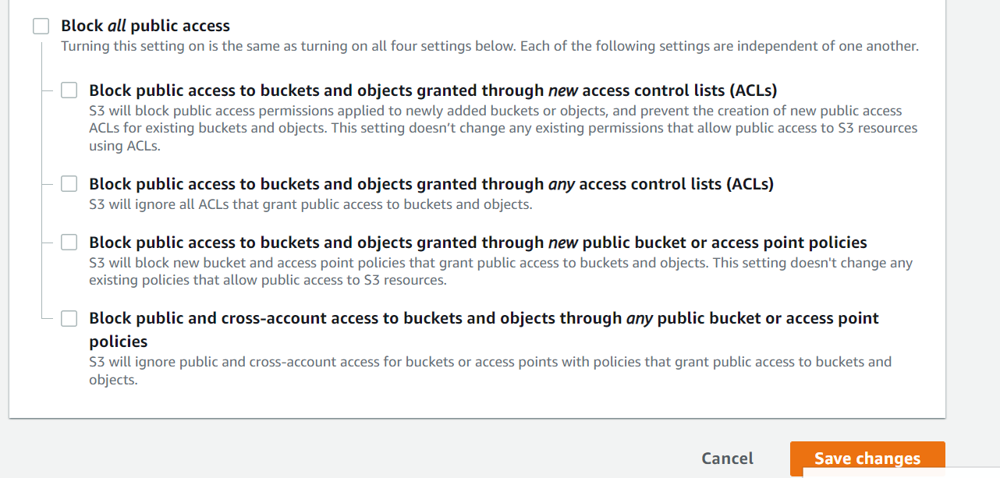 Block all public access
Turning this setting on is the same as turning on all four settings below. Each of the following settings are independent of one another.
Block public access to buckets and objects granted through new access control lists (ACLs)
S3 will block public access permissions applied to newly added buckets or objects, and prevent the creation of new public access
ACLs for existing buckets and objects. This setting doesn’t change any existing permissions that allow public access to S3 resources
using ACLs.
Block public access to buckets and objects granted through any access control lists (ACLs)
S3 will ignore all ACLs that grant public access to buckets and objects.
Block public access to buckets and objects granted through new public bucket or access point policies
S3 will block new bucket and access point policies that grant public access to buckets and objects. This setting doesn't change any
existing policies that allow public access to S3 resources.
Block public and cross-account access to buckets and objects through any public bucket or access point
policies
S3 will ignore public and cross-account access for buckets or access points with policies that grant public access to buckets and
objects.
Cancel
Save changes